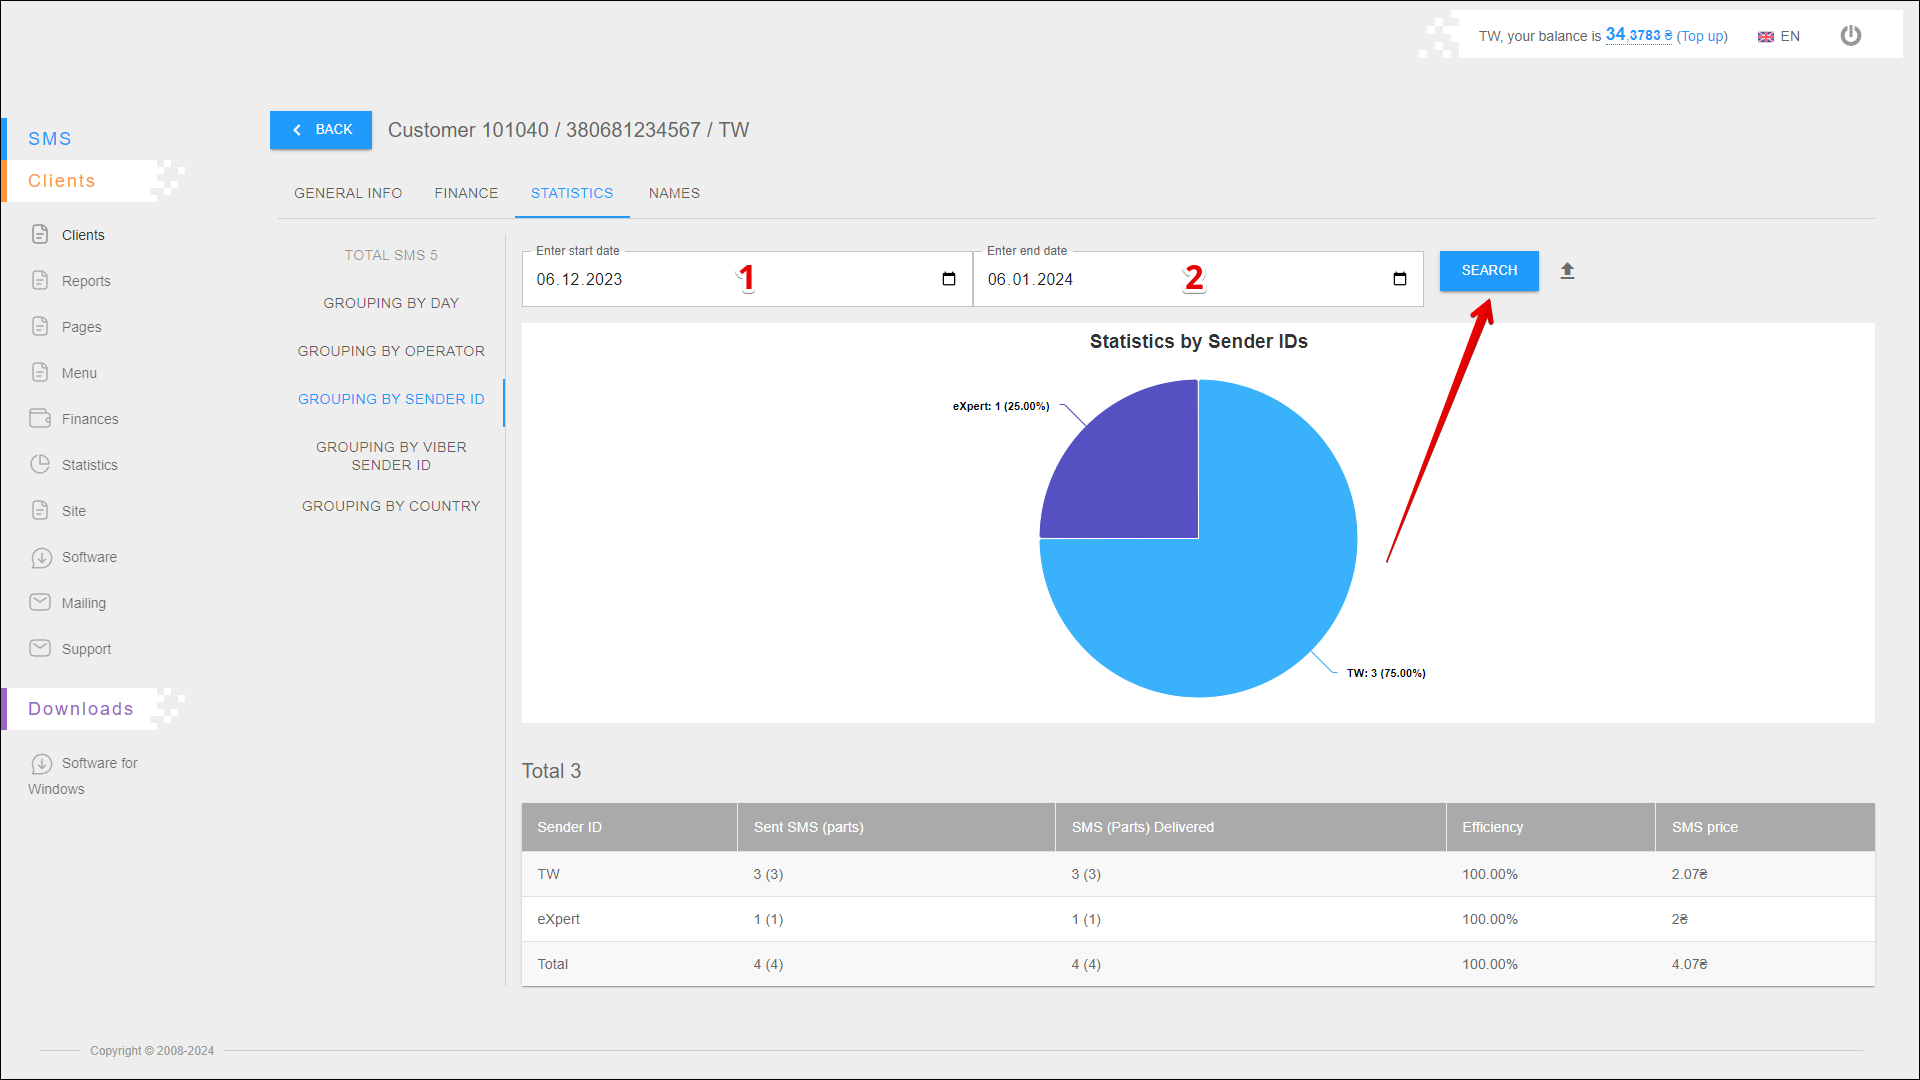 TW, your balance is 34,3783 ₴ (Top up)
EN
SMS
Clients
Clients
Reports
Pages
Menu
Finances
Statistics
Site
Software
Mailing
Support
Downloads
Software for
Windows
BACK
Customer 101040 / 380681234567 / TW
GENERAL INFO FINANCE STATISTICS NAMES
TOTAL SMS 5
GROUPING BY DAY
GROUPING BY OPERATOR
GROUPING BY SENDER ID
GROUPING BY VIBER
SENDER ID
GROUPING BY COUNTRY
Enter start date
06.12.2023
1
Enter end date
06.01.2024
2
SEARCH
Statistics by Sender IDs
eXpert: 1 (25.00%)
TW: 3 (75.00%)
Total 3
Sender ID Sent SMS (parts) SMS (Parts) Delivered Efficiency SMS price
TW 3 (3) 3 (3) 100.00% 2.07₴
eXpert 1 (1) 1 (1) 100.00% 2₴
Total 4 (4) 4 (4) 100.00% 4.07₴
Copyright © 2008-2024